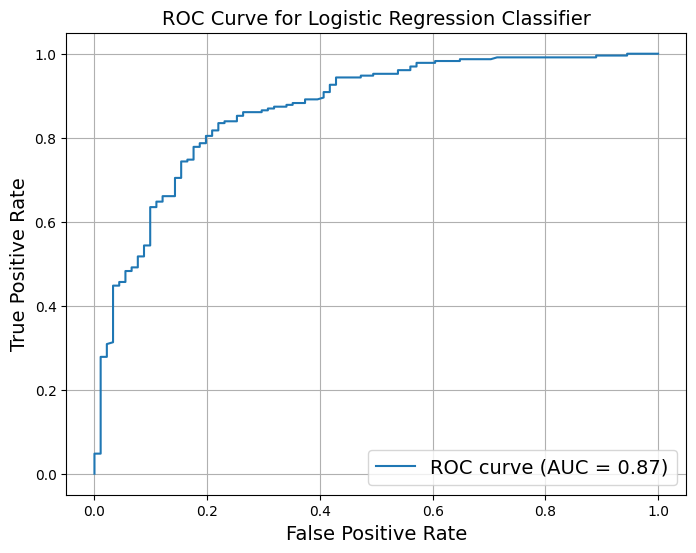 ROC Curve for Logistic Regression Classifier
True Positive Rate
1.0
0.8
0.6
0.4
0.2
0.0
ROC curve (AUC = 0.87)
0.0 0.2 0.4 0.6 0.8 1.0
False Positive Rate